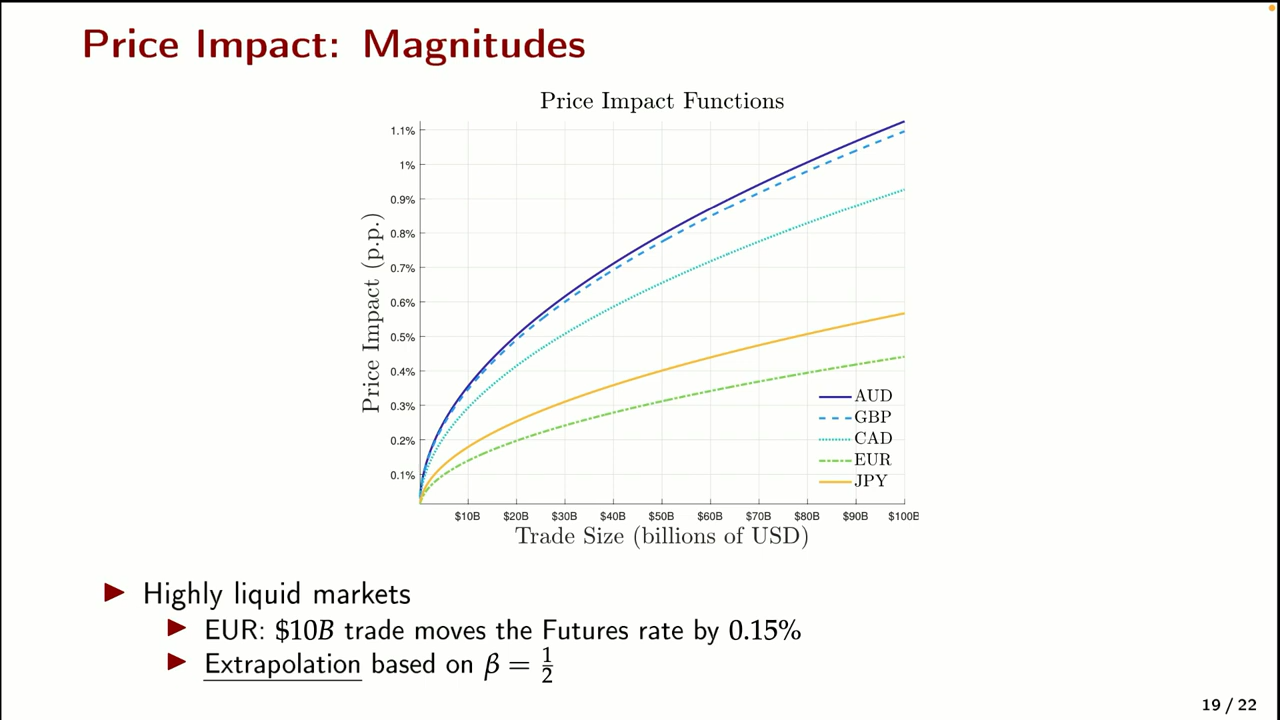 Price Impact: Magnitudes
Price Impact Functions
Price Impact (p.p.)
1.1%
1%
0.9%
0.8%
0.7%
0.6%
0.5%
0.4%
0.3%
0.2%
0.1%
AUD
GBP
CAD
EUR
JPY
$10B $20B $30B $40B $50B $60B $70B $80B $90B $100B
Trade Size (billions of USD)
▶ Highly liquid markets
▶ EUR: $10B trade moves the Futures rate by 0.15%
▶ Extrapolation based on β = 1/2
19 / 22